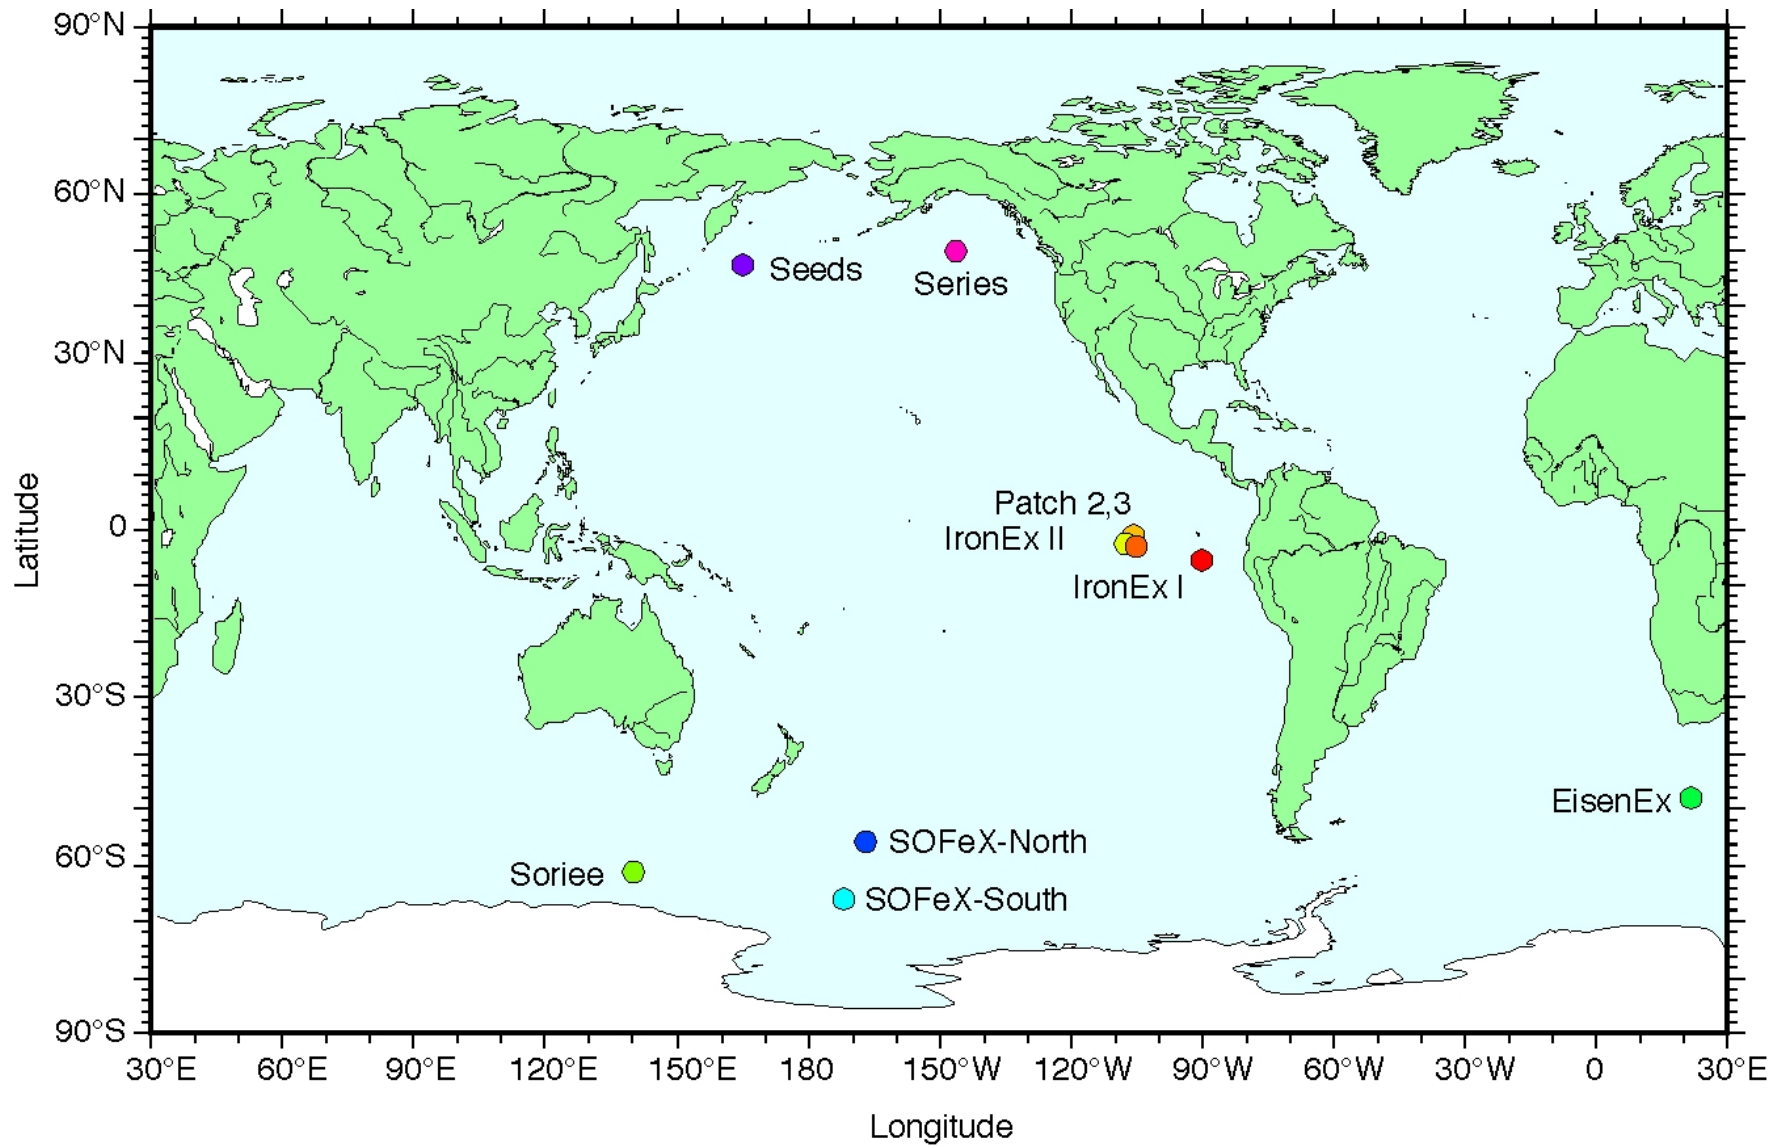 90°N
60°N
30°N
0
30°S
60°S
90°S
Latitude
Seeds
Series
Patch 2,3
IronEx II
IronEx I
EisenEx
SOFeX-North
Soriee
SOFeX-South
30°E 60°E 90°E 120°E 150°E 180 150°W 120°W 90°W 60°W 30°W 0 30°E
Longitude